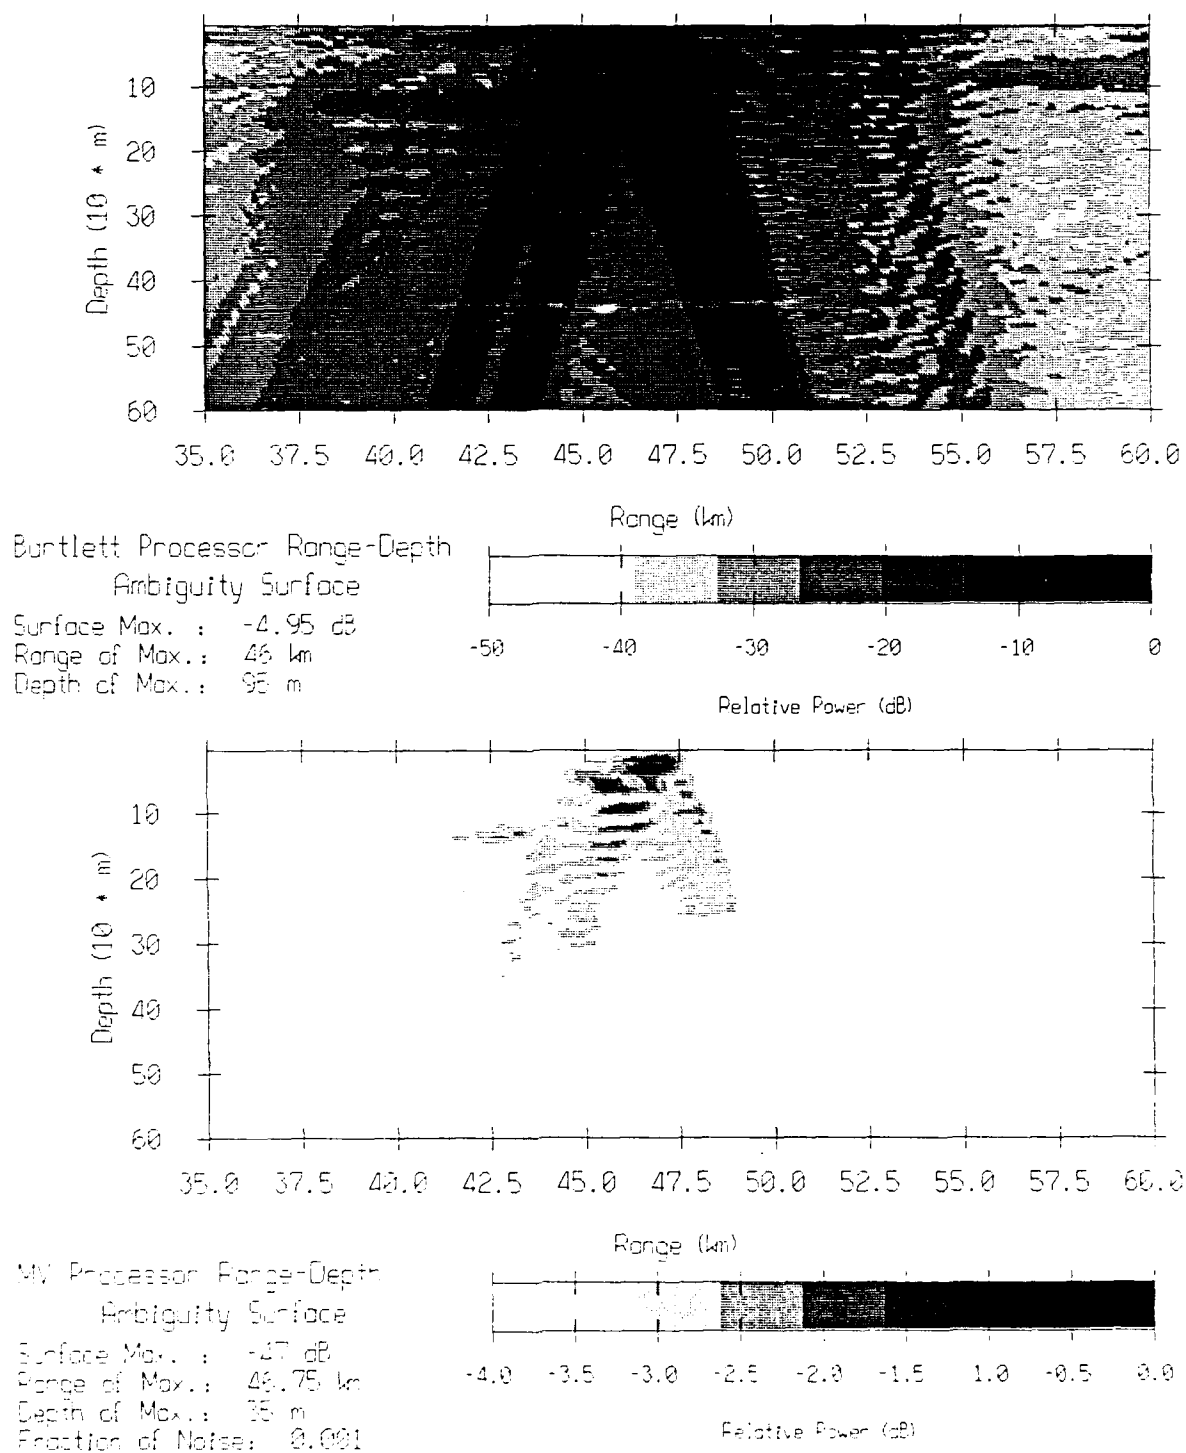 10
20
30
40
50
60
Depth (10 * m)
35.0 37.5 40.0 42.5 45.0 47.5 50.0 52.5 55.0 57.5 60.0
Range (km)
Bartlett Processor Range-Depth
Ambiguity Surface
Surface Max. : -4.95 dB
Range of Max.: 46 km
Depth of Max.: 95 m
-50 -40 -30 -20 -10 0
Relative Power (dB)
10
20
30
40
50
60
Depth (10 * m)
35.0 37.5 40.0 42.5 45.0 47.5 50.0 52.5 55.0 57.5 60.0
Range (km)
MV Processor Range-Depth
Ambiguity Surface
Surface Max. : -47 dB
Range of Max.: 46.75 km
Depth of Max.: 35 m
Fraction of Noise: 0.001
-4.0 -3.5 -3.0 -2.5 -2.0 -1.5 1.0 -0.5 0.0
Relative Power (dB)